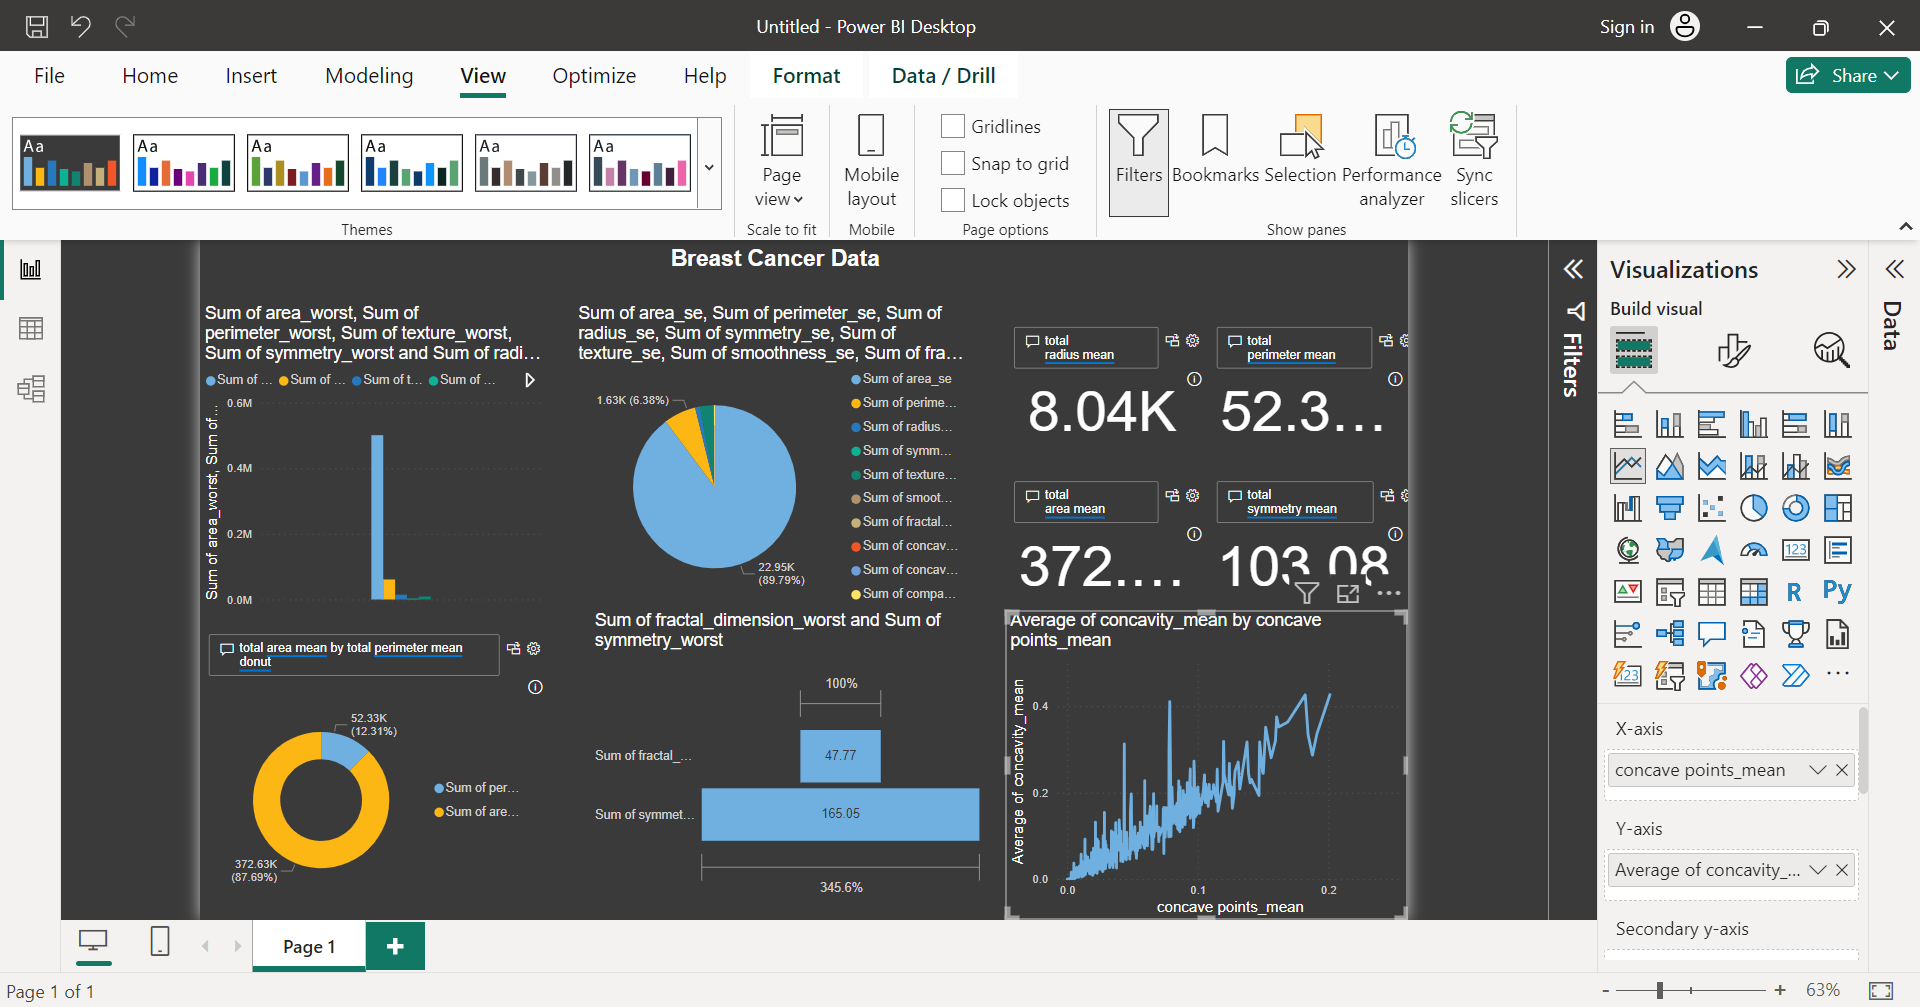 Untitled - Power BI Desktop
Sign in
File
Home
Insert
Modeling
View
Optimize
Help
Format
Data / Drill
Share
Aa
Aa
Aa
Aa
Aa
Aa
Themes
Page view
Scale to fit
Mobile layout
Mobile
Gridlines
Snap to grid
Lock objects
Page options
Filters
Bookmarks
Selection
Performance analyzer
Sync slicers
Show panes
Breast Cancer Data
Sum of area_worst, Sum of
perimeter_worst, Sum of texture_worst,
Sum of symmetry_worst and Sum of radi...
Sum of ...
Sum of ...
Sum of t...
Sum of ...
Sum of area_worst, Sum of...
0.6M
0.4M
0.2M
0.0M
Sum of area_se, Sum of perimeter_se, Sum of
radius_se, Sum of symmetry_se, Sum of
texture_se, Sum of smoothness_se, Sum of fra...
1.63K (6.38%)
22.95K
(89.79%)
Sum of area_se
Sum of perime...
Sum of radius...
Sum of symm...
Sum of texture...
Sum of smoot...
Sum of fractal...
Sum of concav...
Sum of concav...
Sum of compa...
total
radius mean
8.04K
total
perimeter mean
52.3...
total
area mean
372....
total
symmetry mean
103.08
total area mean by total perimeter mean
donut
52.33K
(12.31%)
372.63K
(87.69%)
Sum of per...
Sum of are...
Sum of fractal_dimension_worst and Sum of
symmetry_worst
100%
Sum of fractal_...
47.77
Sum of symmet...
165.05
345.6%
Average of concavity_mean by concave
points_mean
Average of concavity_mean
0.4
0.2
0.0
0.0
0.1
0.2
concave points_mean
Filters
Visualizations
Build visual
123
R
Py
123
X-axis
concave points_mean
Y-axis
Average of concavity_...
Secondary y-axis
Data
Page 1
Page 1 of 1
63%